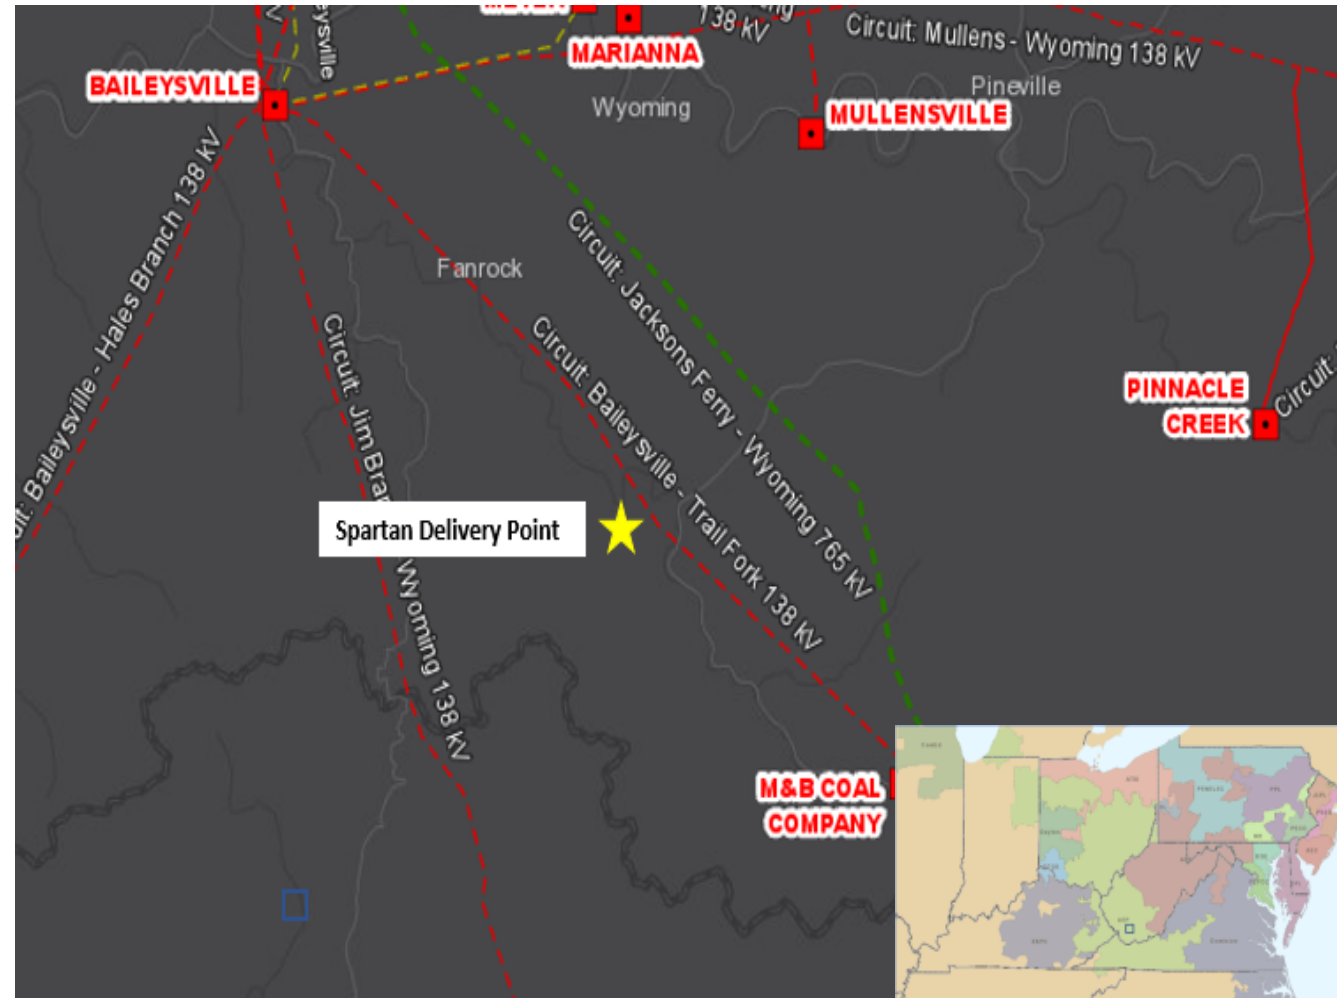 138 kV
Circuit: Mullens - Wyoming 138 kV
MARIANNA
BAILEYSVILLE
Wyoming
Pineville
MULLENSVILLE
Baileysville - Hales Branch 138 kV
Fanrock
Circuit: Jacksons Ferry - Wyoming 765 kV
Circuit: Jim Bran
Wyoming 138 kV
Circuit: Baileysville - Trail Fork 138 kV
PINNACLE
CREEK
Circuit:
Spartan Delivery Point
M&B COAL
COMPANY